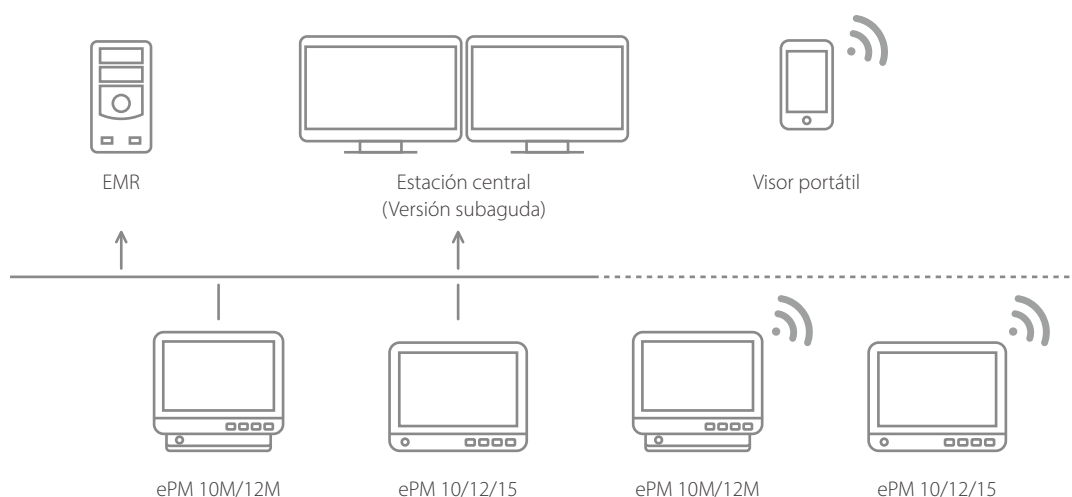 EMR
Estación central
(Versión subaguda)
Visor portátil
ePM 10M/12M
ePM 10/12/15
ePM 10M/12M
ePM 10/12/15